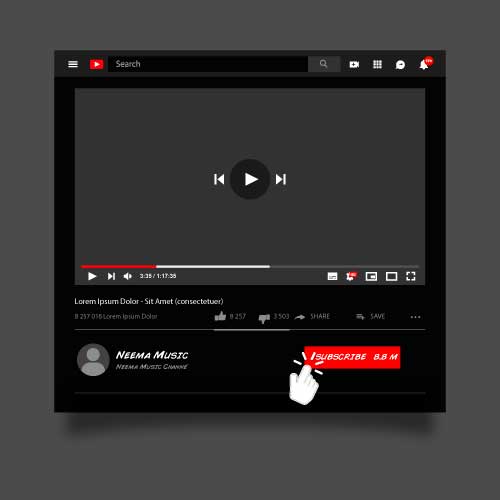 Search
3:35 / 1:17:35
Lorem Ipsum Dolor - Sit Amet (consectetuer)
8 257 016 Lorem Ipsum Dolor
8 257
3 503
SHARE
SAVE
Neema Music
Neema Music Channe
SUBSCRIBE 8.8 M